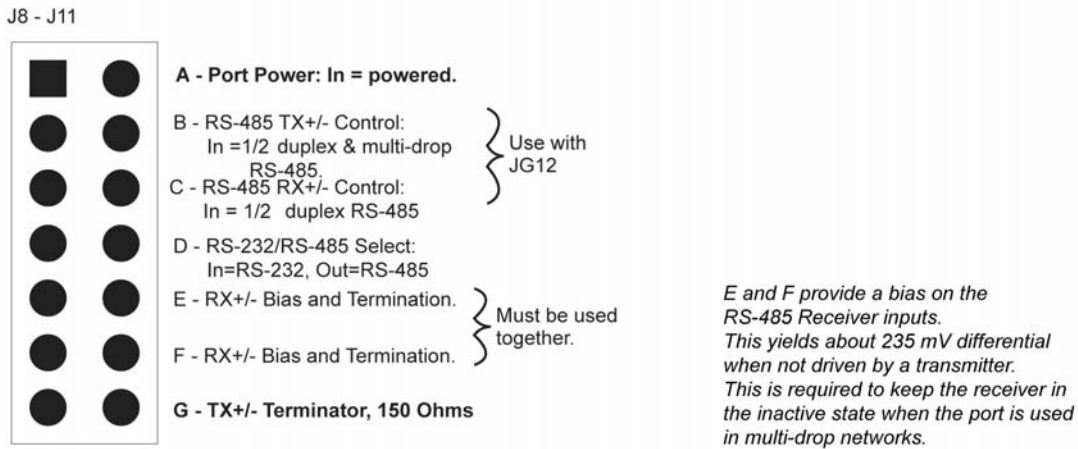 J8 - J11
A - Port Power: In = powered.
B - RS-485 TX+/- Control:
In =1/2 duplex & multi-drop
RS-485.
C - RS-485 RX+/- Control:
In = 1/2 duplex RS-485
Use with
JG12
D - RS-232/RS-485 Select:
In=RS-232, Out=RS-485
E - RX+/- Bias and Termination.
F - RX+/- Bias and Termination.
Must be used
together.
G - TX+/- Terminator, 150 Ohms
E and F provide a bias on the
RS-485 Receiver inputs.
This yields about 235 mV differential
when not driven by a transmitter.
This is required to keep the receiver in
the inactive state when the port is used
in multi-drop networks.